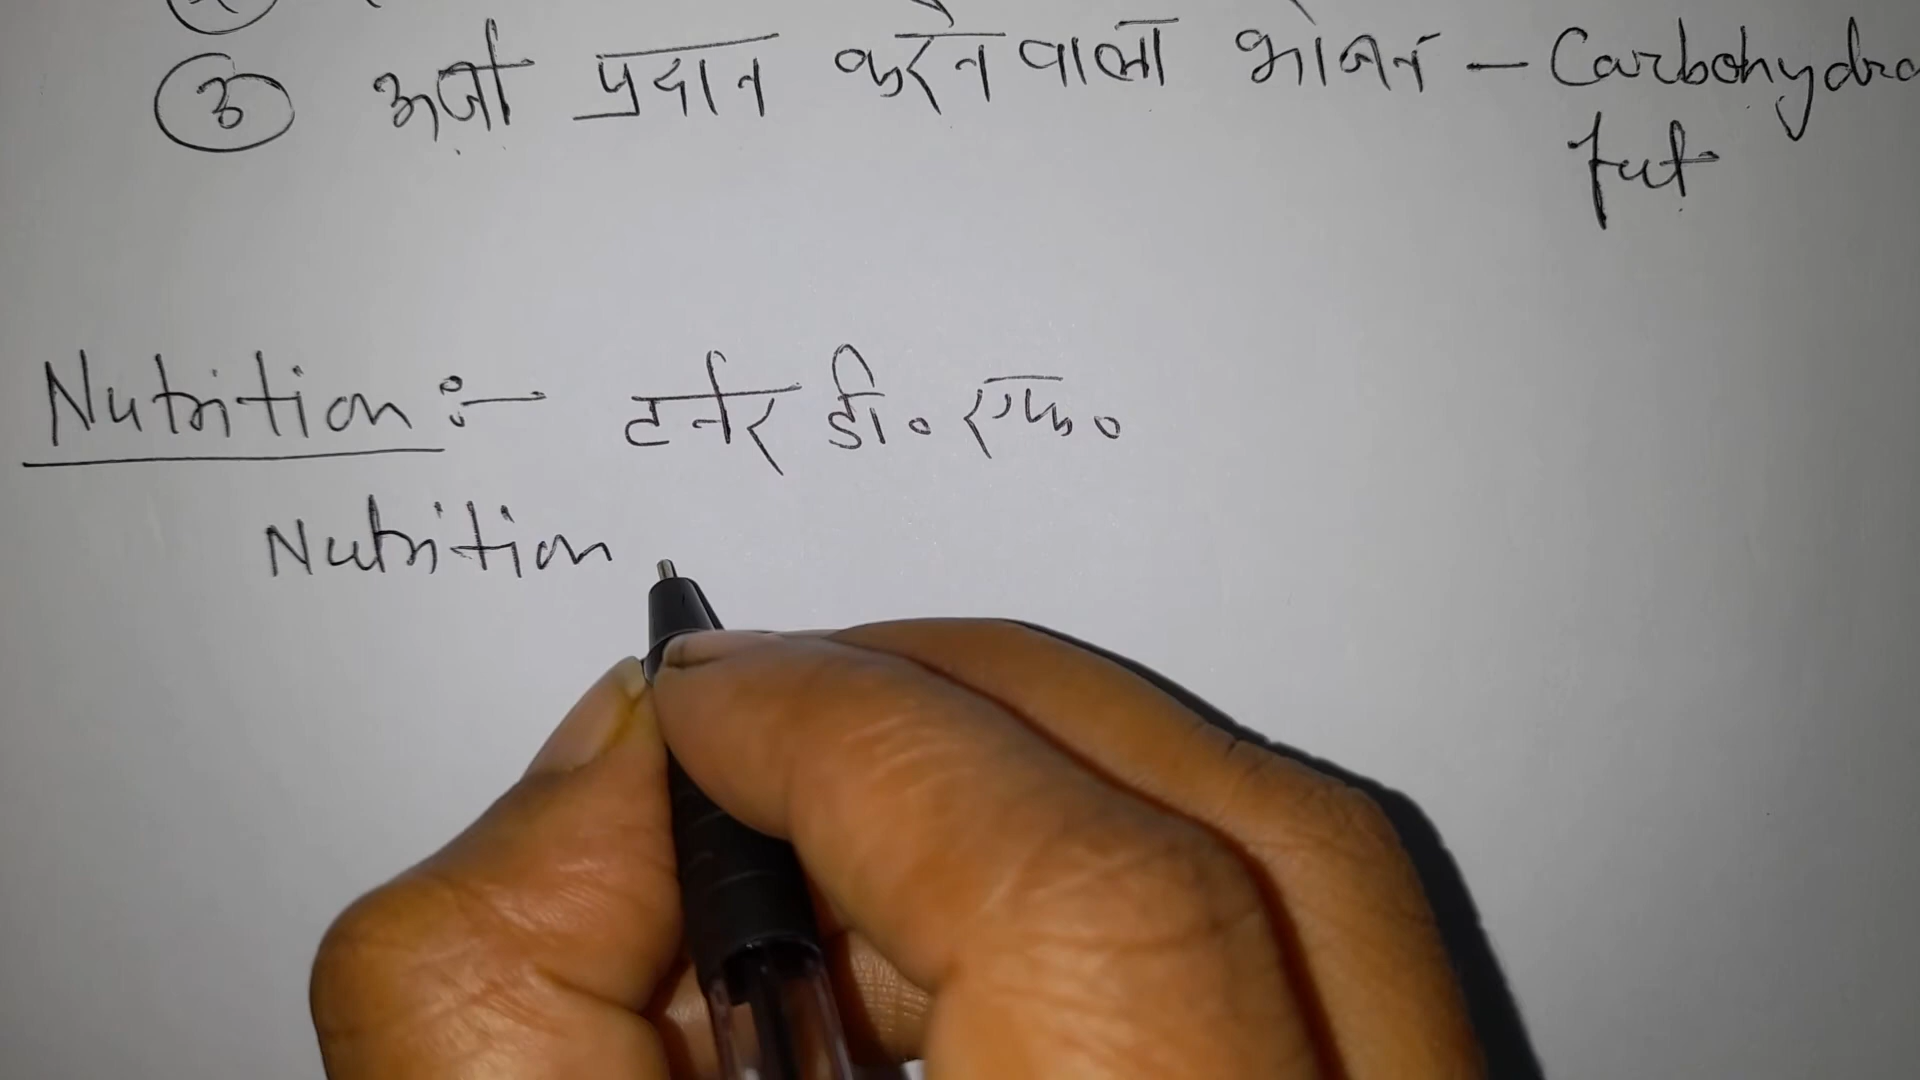 ③ ऊर्जा प्रदान करने वाला भोजन - Carbohydra
fat
Nutrition :- टर्नर डी० एफ०
Nutrition